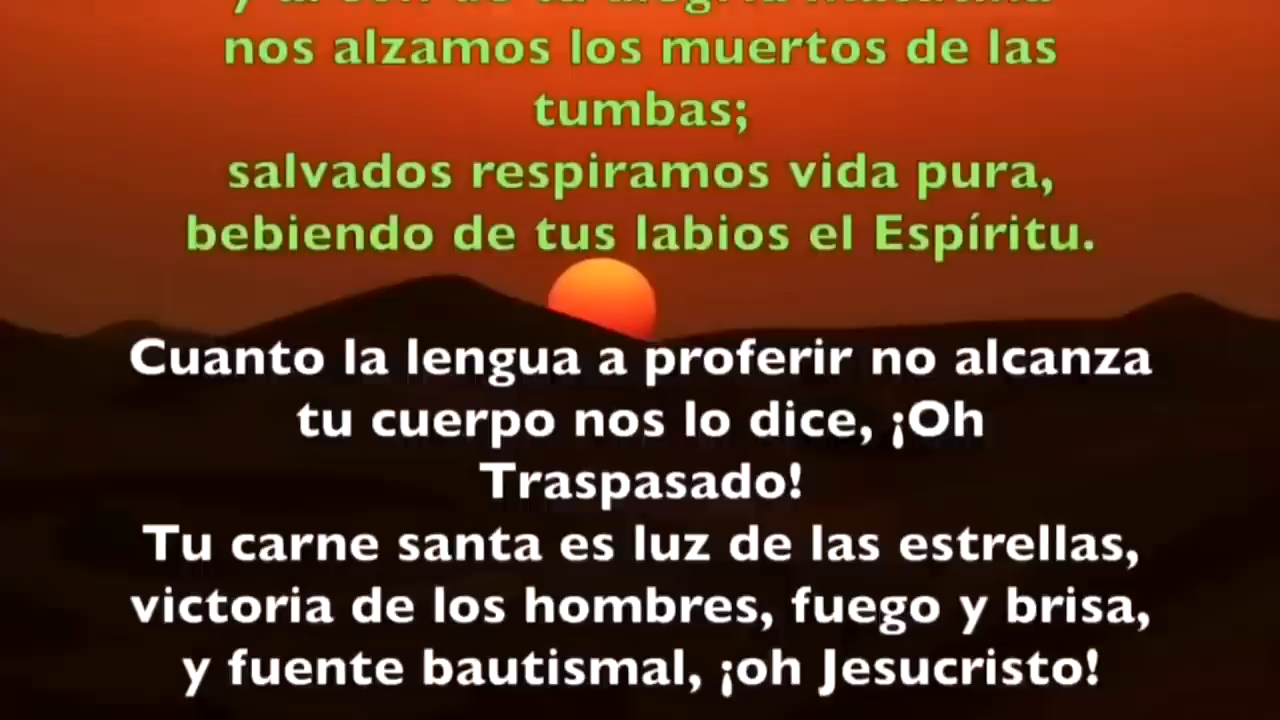 nos alzamos los muertos de las
tumbas;
salvados respiramos vida pura,
bebiendo de tus labios el Espíritu.
Cuanto la lengua a proferir no alcanza
tu cuerpo nos lo dice, ¡Oh
Traspasado!
Tu carne santa es luz de las estrellas,
victoria de los hombres, fuego y brisa,
y fuente bautismal, ¡oh Jesucristo!